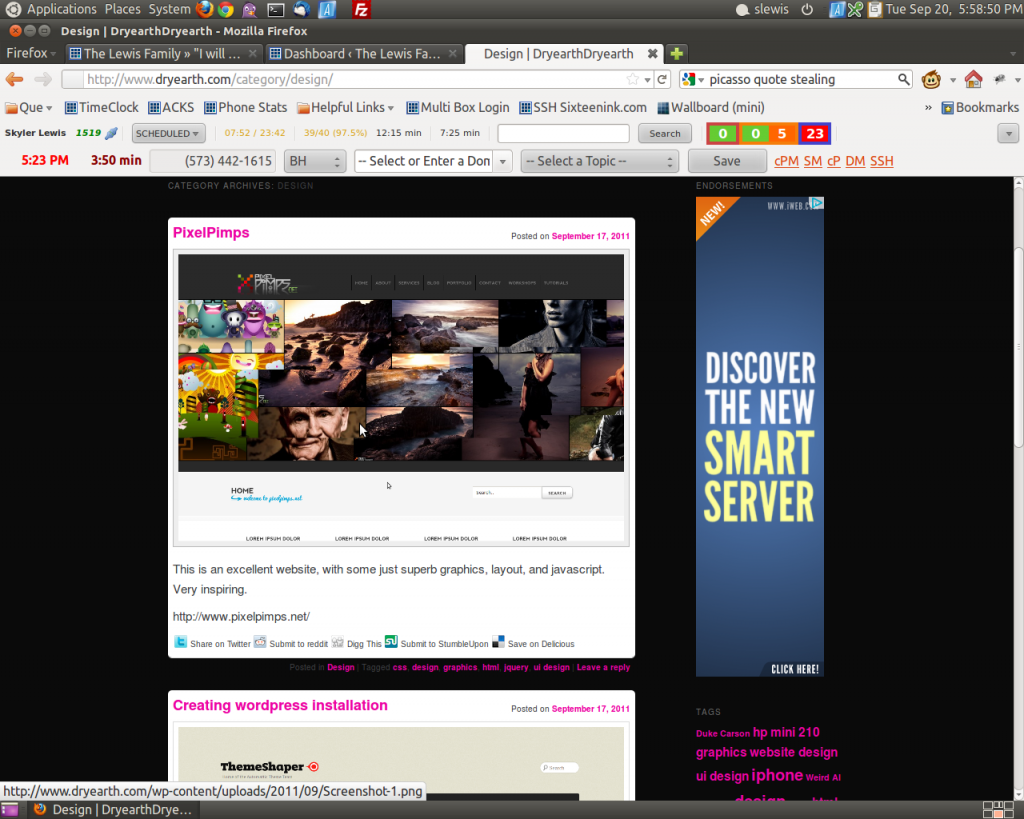 Applications Places System slewis Tue Sep 20, 5:58:50 PM
Design | DryearthDryearth - Mozilla Firefox
Firefox The Lewis Family » "I will ... Dashboard ‹ The Lewis Fa... Design | DryearthDryearth
http://www.dryearth.com/category/design/ picasso quote stealing
Que TimeClock ACKS Phone Stats Helpful Links Multi Box Login SSH Sixteenink.com Wallboard (mini) » Bookmarks
Skyler Lewis 1519 SCHEDULED 07:52 / 23:42 39/40 (97.5%) 12:15 min 7:25 min Search 0 0 5 23
5:23 PM 3:50 min (573) 442-1615 BH -- Select or Enter a Don -- Select a Topic -- Save cPM SM cP DM SSH
CATEGORY ARCHIVES: DESIGN
PixelPimps
Posted on September 17, 2011
PIXEL
PIMPS.NET
HOME ABOUT SERVICES BLOG PORTFOLIO CONTACT WORKSHOPS TUTORIALS
HOME
welcome to pixelpimps.net
search.. SEARCH
LOREM IPSUM DOLOR LOREM IPSUM DOLOR LOREM IPSUM DOLOR LOREM IPSUM DOLOR
This is an excellent website, with some just superb graphics, layout, and javascript.
Very inspiring.
http://www.pixelpimps.net/
Share on Twitter Submit to reddit Digg This Submit to StumbleUpon Save on Delicious
Posted in Design | Tagged css, design, graphics, html, jquery, ui design | Leave a reply
Creating wordpress installation
Posted on September 17, 2011
ThemeShaper
Search
ENDORSEMENTS
NEW!
WWW.IWEB.C
DISCOVER
THE NEW
SMART
SERVER
CLICK HERE!
TAGS
Duke Carson hp mini 210
graphics website design
ui design iphone Weird Al
design html
http://www.dryearth.com/wp-content/uploads/2011/09/Screenshot-1.png
Design | DryearthDrye...